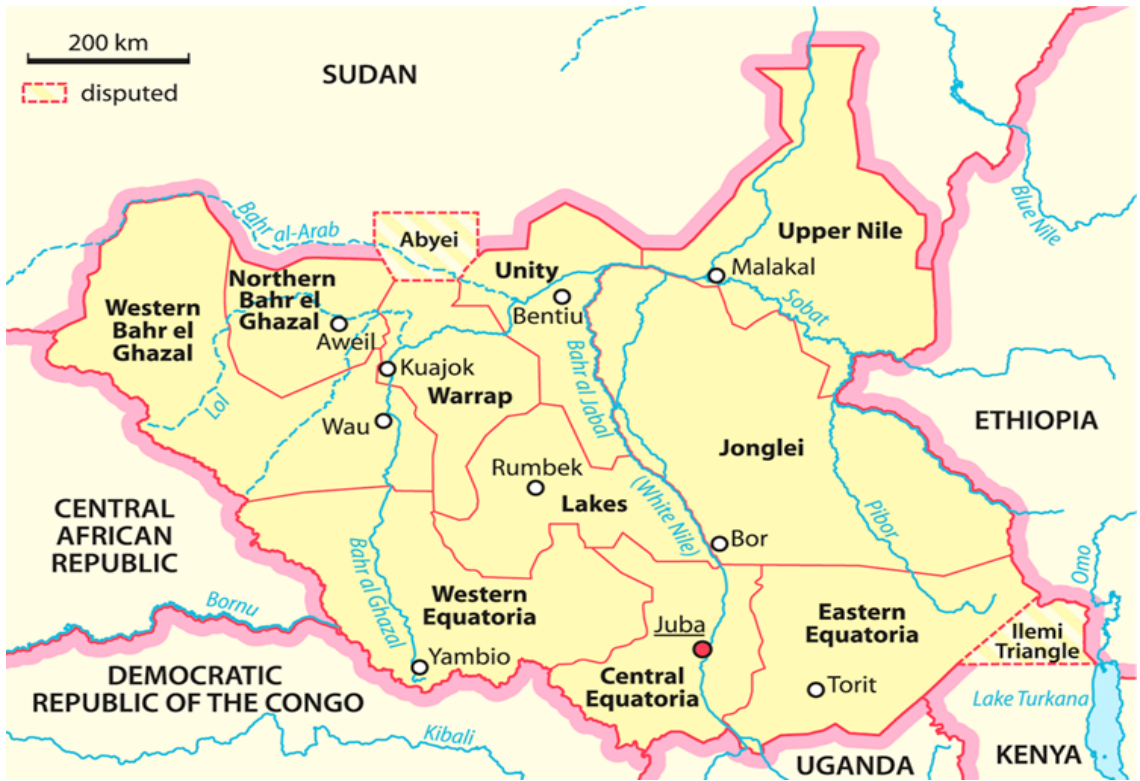 200 km
disputed
SUDAN
Blue Nile
Bahr al-Arab
Abyei
Upper Nile
Unity
Malakal
Northern
Bahr el
Ghazal
Western
Bahr el
Ghazal
Bentiu
Sobat
Aweil
Kuajok
Warrap
Bahr al Jabal
Lol
Wau
ETHIOPIA
Jonglei
Rumbek
Lakes
(White Nile)
Pibor
CENTRAL
AFRICAN
REPUBLIC
Bor
Omo
Bahr al Ghazal
Western
Equatoria
Bornu
Eastern
Equatoria
Juba
Ilemi
Triangle
Yambio
DEMOCRATIC
REPUBLIC OF THE CONGO
Central
Equatoria
Torit
Lake Turkana
Kibali
UGANDA
KENYA